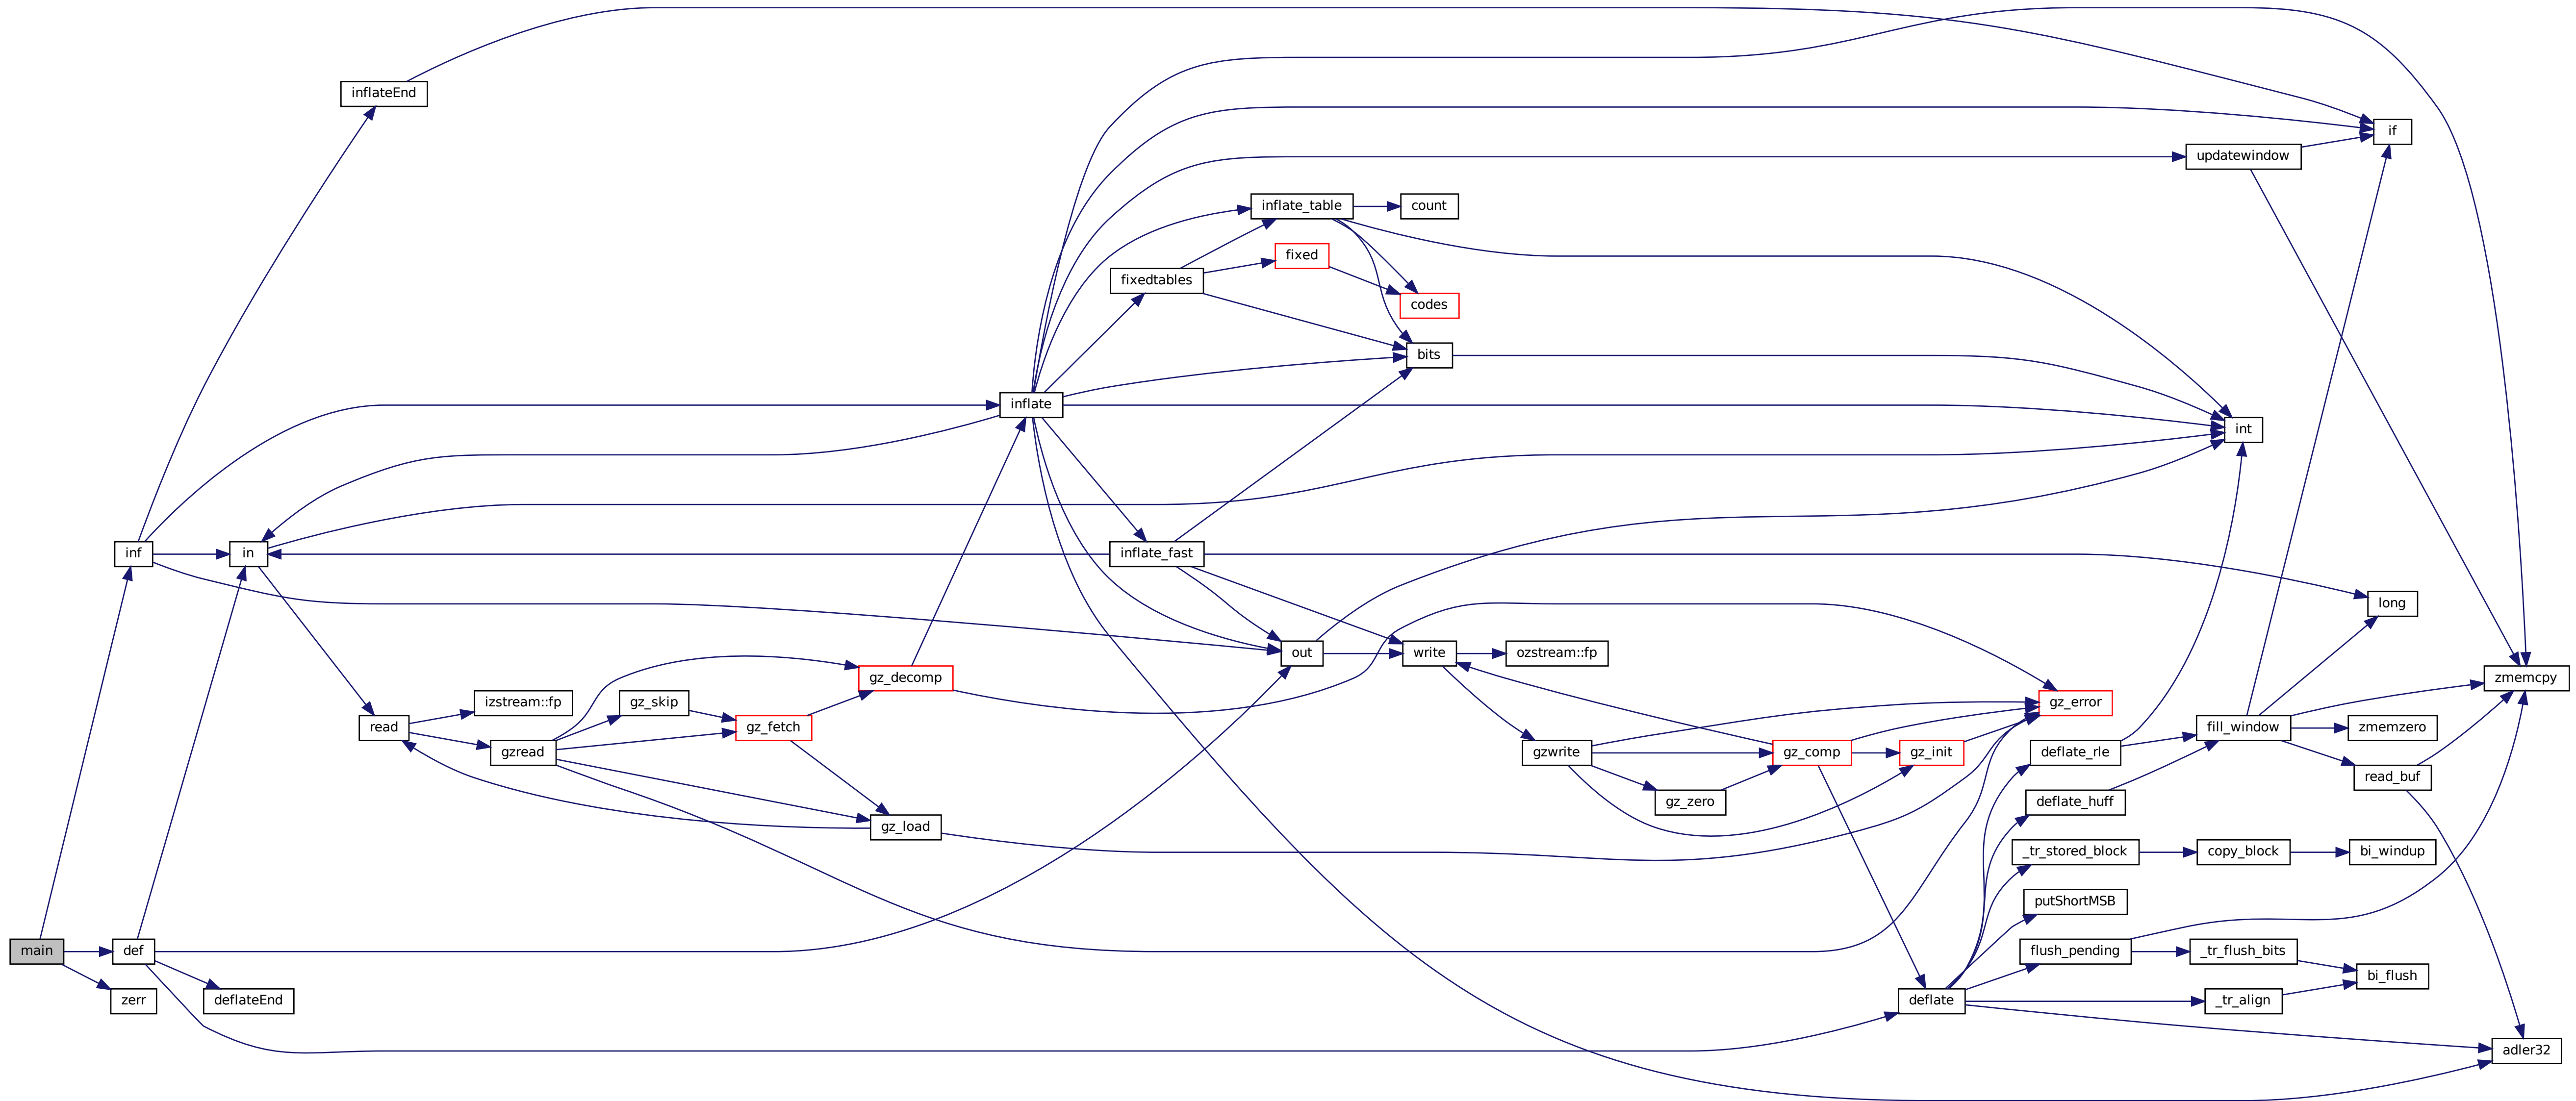 inflateEnd
if
updatewindow
inflate_table
count
fixed
fixedtables
codes
bits
inflate
int
inf
in
inflate_fast
long
out
write
ozstream::fp
gz_decomp
zmemcpy
izstream::fp
gz_skip
gz_error
read
gz_fetch
fill_window
zmemzero
gzread
gzwrite
gz_comp
gz_init
deflate_rle
read_buf
gz_zero
deflate_huff
gz_load
_tr_stored_block
copy_block
bi_windup
putShortMSB
main
def
flush_pending
_tr_flush_bits
bi_flush
zerr
deflateEnd
deflate
_tr_align
adler32